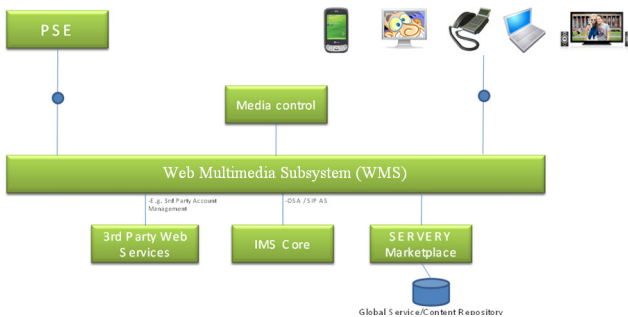 PSE
Media control
Web Multimedia Subsystem (WMS)
-E.g. 3rd Party Account
Management
-OSA / SIP AS
3rd Party Web
Services
IMS Core
SERVERY
Marketplace
Global Service/Content Repository